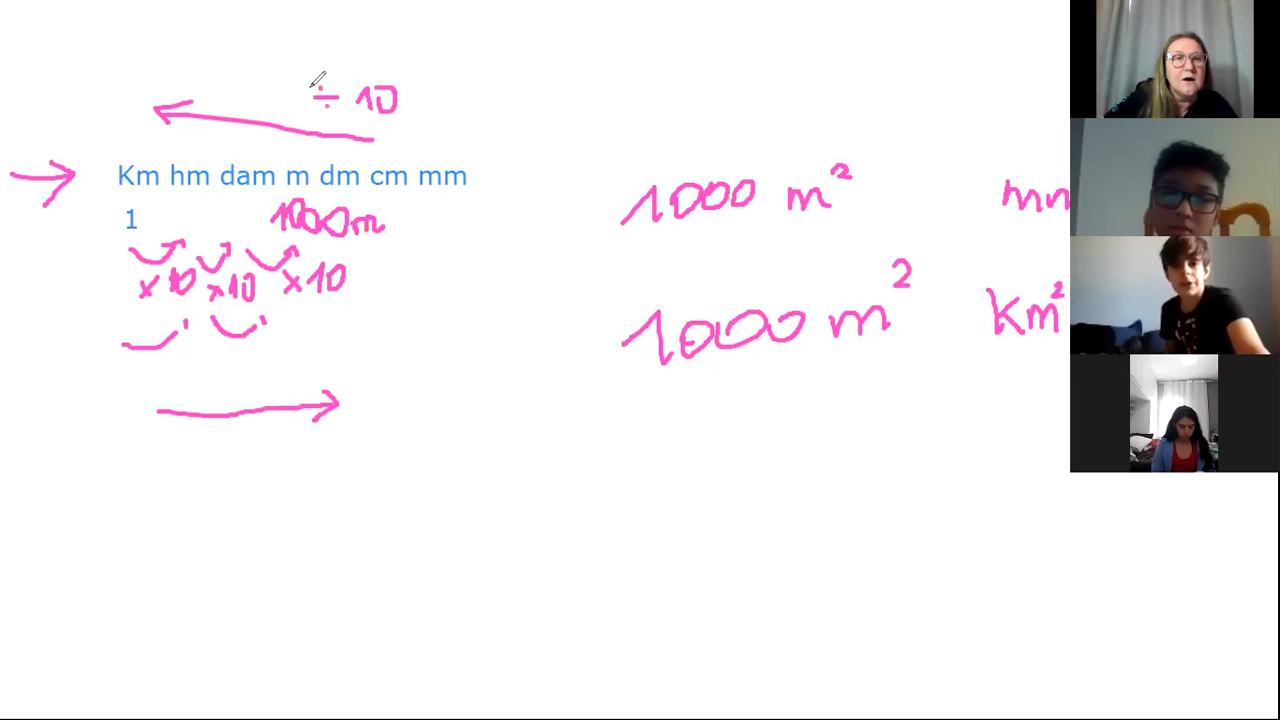 ÷ 10
Km hm dam m dm cm mm
1 1000m
x10 x10 x10
1000 m²
1000 m² Km²